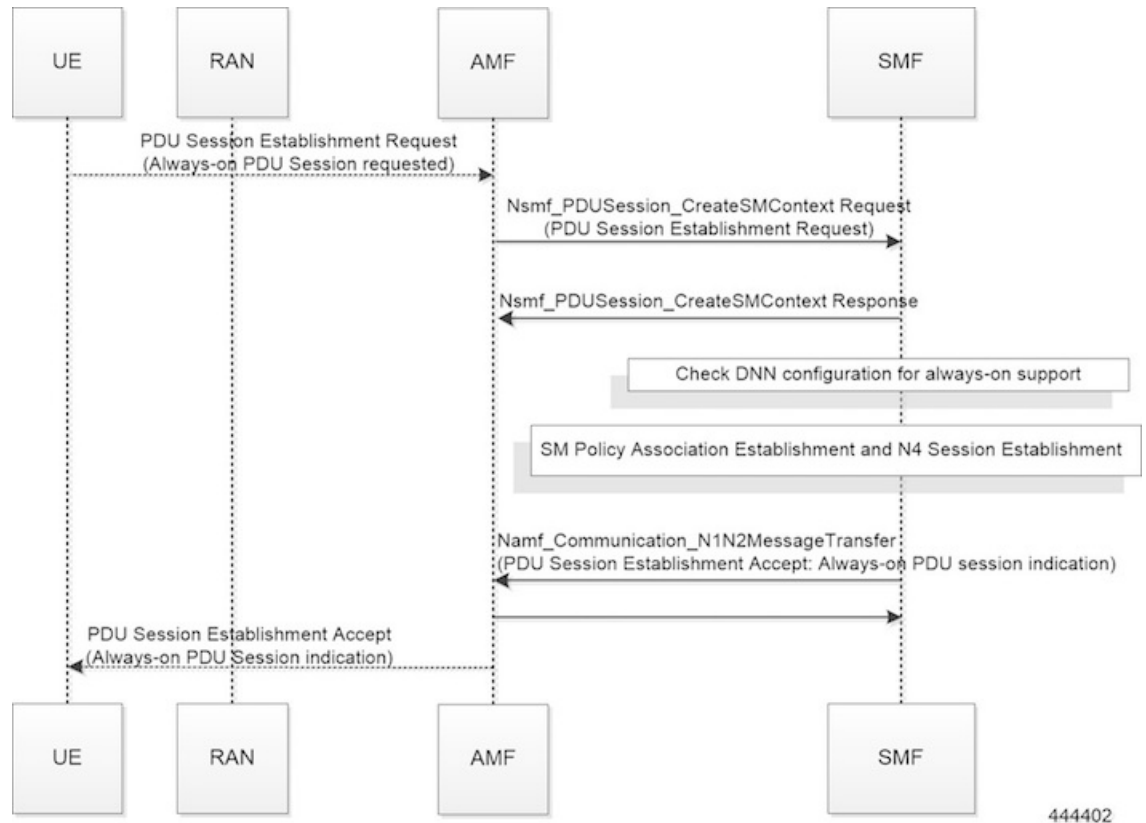 UE
RAN
AMF
SMF
PDU Session Establishment Request
(Always-on PDU Session requested)
Nsmf_PDUSession_CreateSMContext Request
(PDU Session Establishment Request)
Nsmf_PDUSession_CreateSMContext Response
Check DNN configuration for always-on support
SM Policy Association Establishment and N4 Session Establishment
Namf_Communication_N1N2MessageTransfer
(PDU Session Establishment Accept: Always-on PDU session indication)
PDU Session Establishment Accept
(Always-on PDU Session indication)
UE
RAN
AMF
SMF
444402